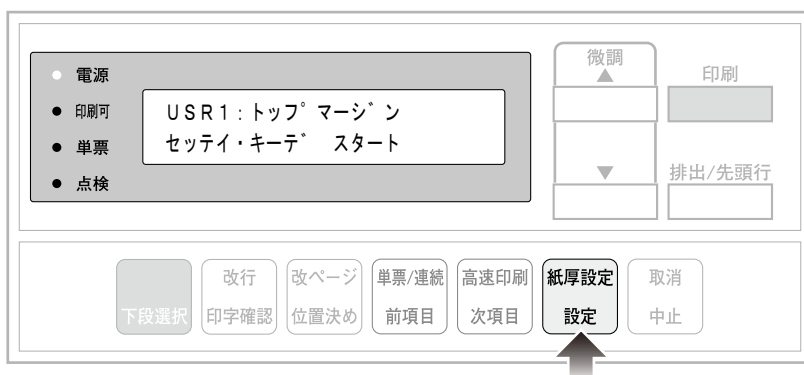 電源
印刷可
単票
点検
USR1:トップ マージン
セッテイ・キーデ スタート
微調
印刷
排出/先頭行
下段選択
改行
印字確認
改ページ
位置決め
単票/連続
前項目
高速印刷
次項目
紙厚設定
設定
取消
中止